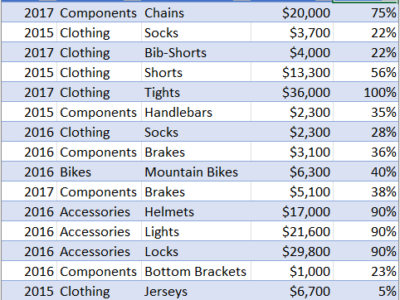 2017 Components Chains $20,000 75%
2015 Clothing Socks $3,700 22%
2017 Clothing Bib-Shorts $4,000 22%
2015 Clothing Shorts $13,300 56%
2017 Clothing Tights $36,000 100%
2015 Components Handlebars $2,300 35%
2016 Clothing Socks $2,300 28%
2016 Components Brakes $3,100 36%
2016 Bikes Mountain Bikes $6,300 40%
2017 Components Brakes $5,100 38%
2016 Accessories Helmets $17,000 90%
2016 Accessories Lights $21,600 90%
2016 Accessories Locks $29,800 90%
2016 Components Bottom Brackets $1,000 23%
2015 Clothing Jerseys $6,700 5%